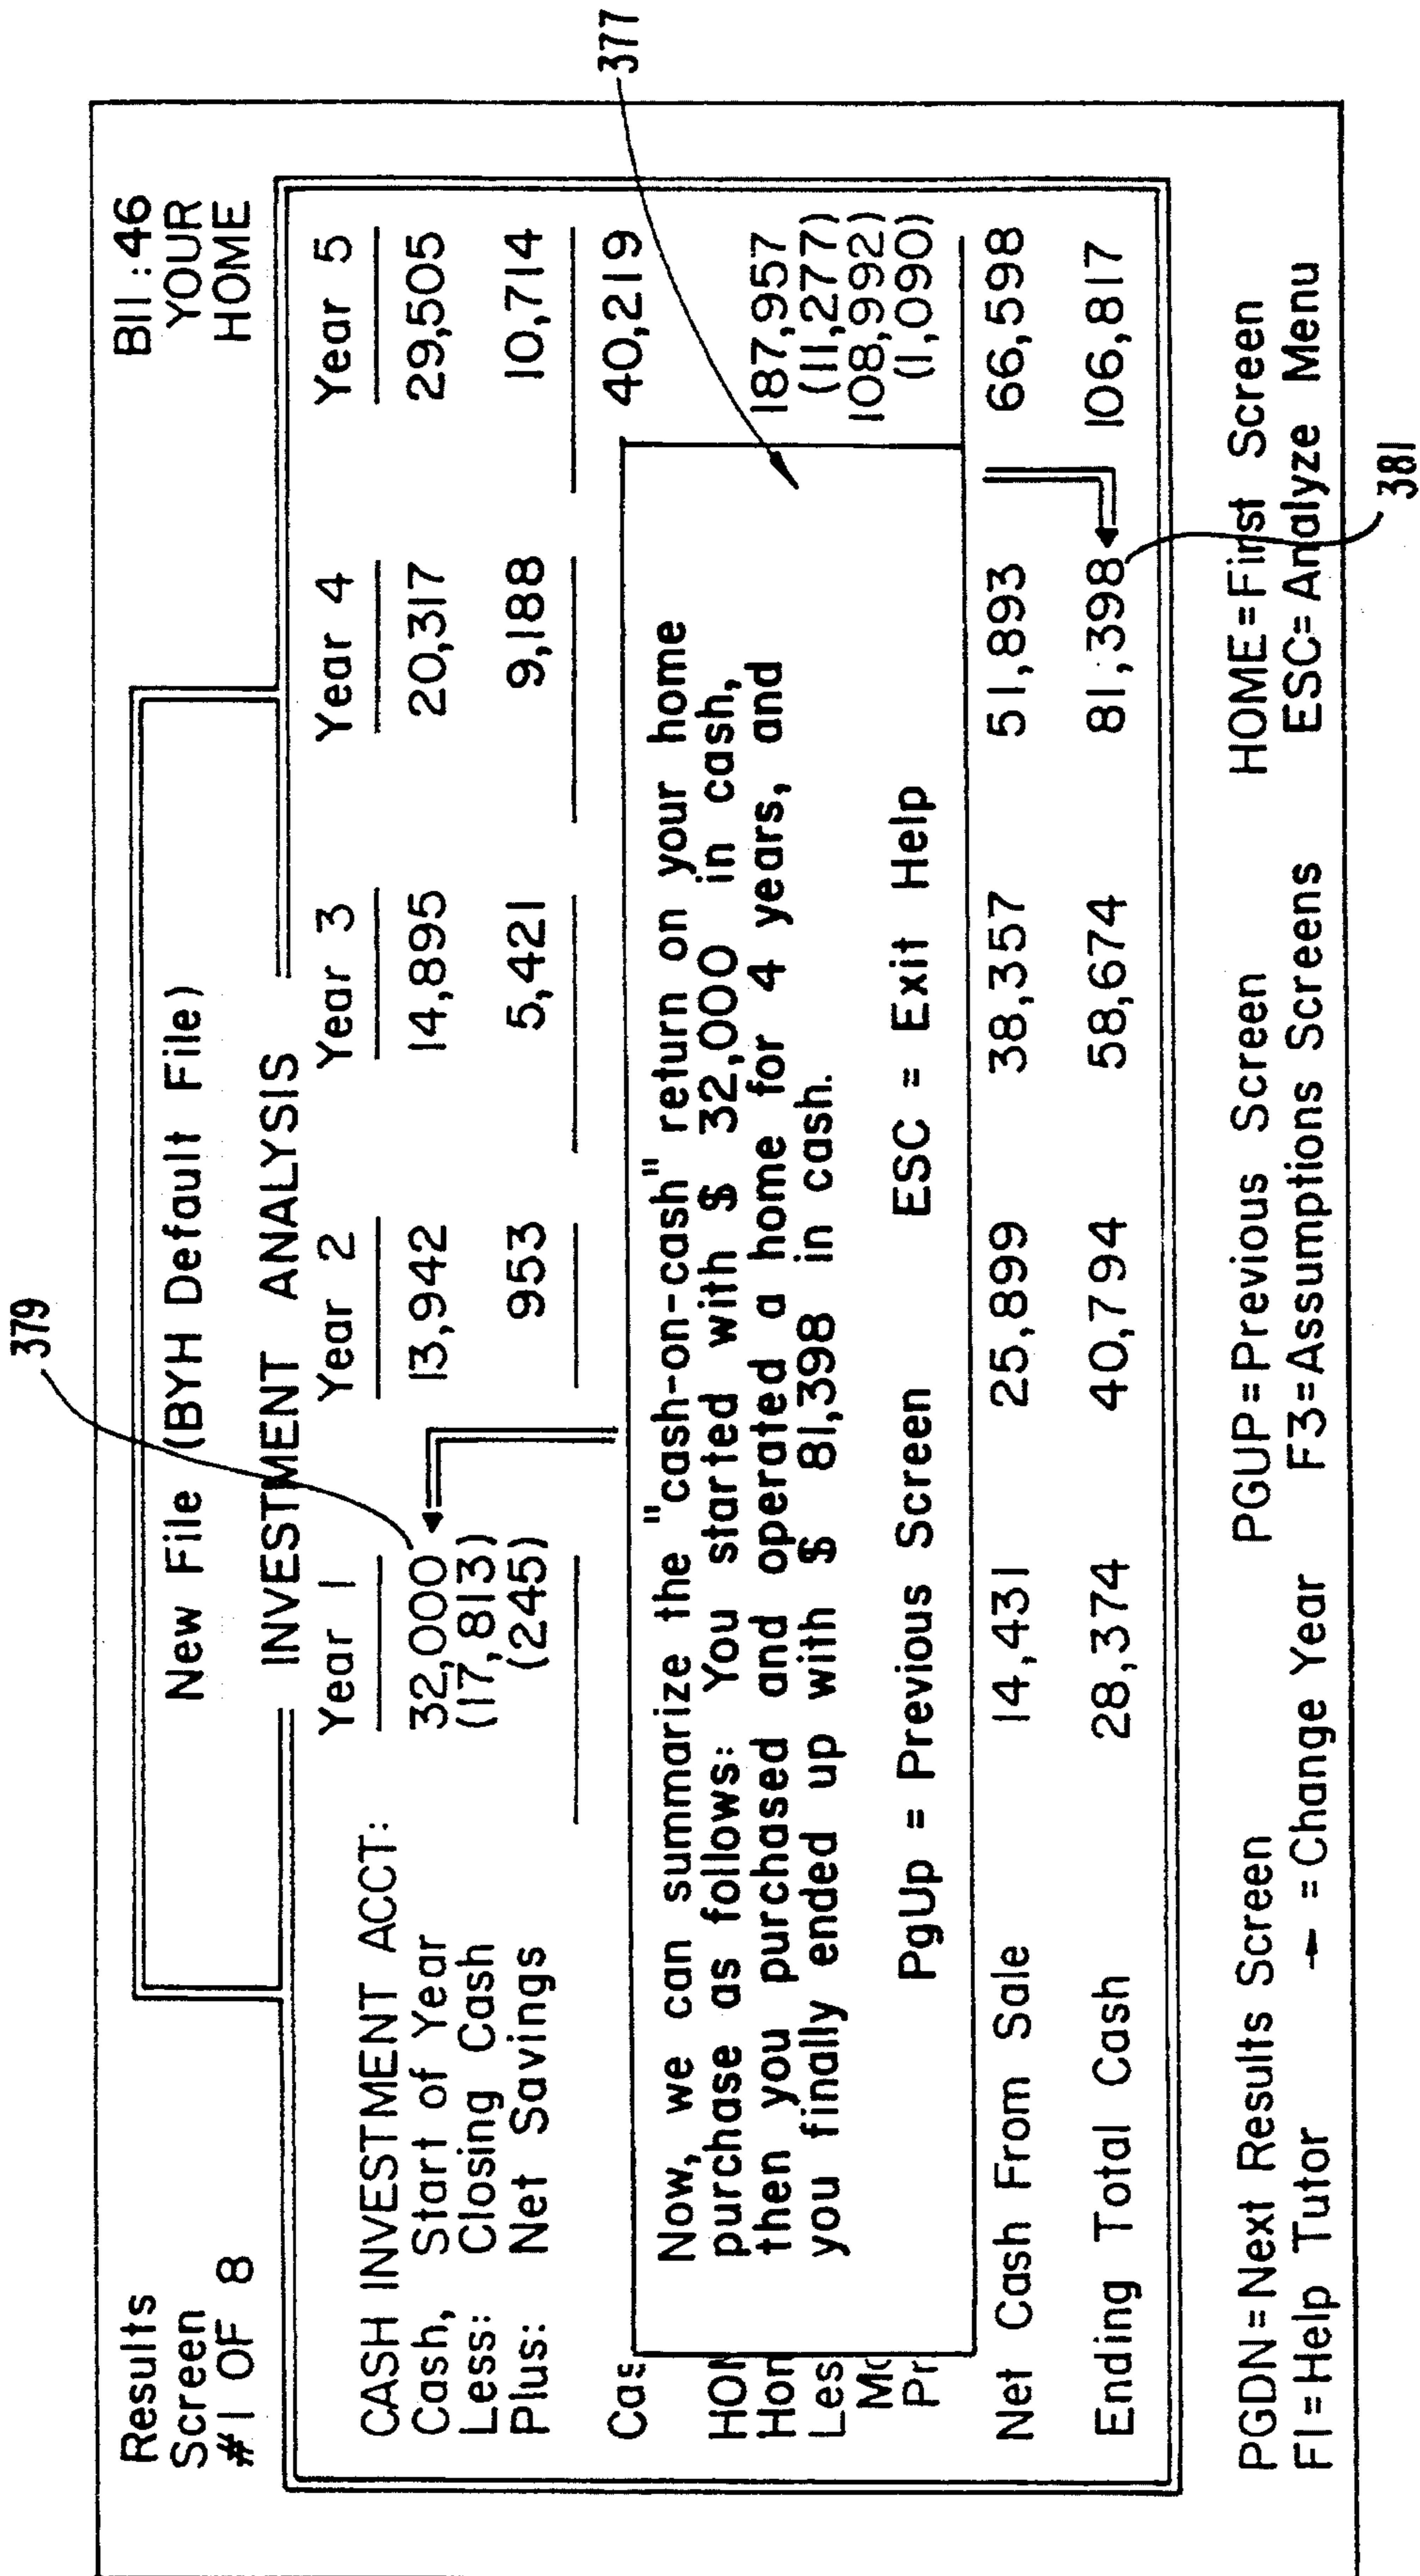 377
379
Results
Screen
#1 OF 8
New File (BYH Default File)
B11:46
YOUR
HOME
INVESTMENT ANALYSIS
Year 1 Year 2 Year 3 Year 4 Year 5
CASH INVESTMENT ACCT:
Cash, Start of Year 32,000 13,942 14,895 20,317 29,505
Less: Closing Cash (17,813)
Plus: Net Savings (245) 953 5,421 9,188 10,714
Cas 40,219
Now, we can summarize the "cash-on-cash" return on your home
purchase as follows: You started with $ 32,000 in cash,
then you purchased and operated a home for 4 years, and
you finally ended up with $ 81,398 in cash.
PgUp = Previous Screen ESC = Exit Help
HOM
Hom 187,957
Les (11,277)
Mo 108,992)
Pr (1,090)
Net Cash From Sale 14,431 25,899 38,357 51,893 66,598
Ending Total Cash 28,374 40,794 58,674 81,398 106,817
PGDN=Next Results Screen PGUP=Previous Screen HOME=First Screen
F1=Help Tutor → =Change Year F3=Assumptions Screens ESC=Analyze Menu
381